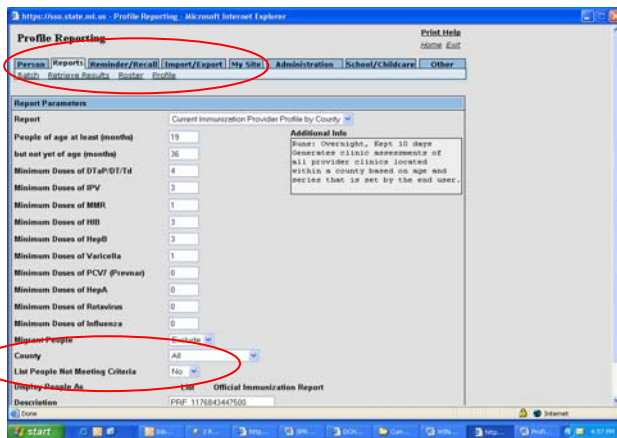 https://sso.state.mi.us - Profile Reporting - Microsoft Internet Explorer
Profile Reporting
Print Help
Home Exit
Person Reports Reminder/Recall Import/Export My Site Administration School/Childcare Other
Batch Retrieve Results Roster Profile
Report Parameters
Report Current Immunization Provider Profile by County
People of age at least (months) 19
but not yet of age (months) 36
Minimum Doses of DTaP/DT/Td 4
Minimum Doses of IPV 3
Minimum Doses of MMR 1
Minimum Doses of HIB 3
Minimum Doses of HepB 3
Minimum Doses of Varicella 1
Minimum Doses of PCV7 (Prevnar) 0
Minimum Doses of HepA 0
Minimum Doses of Rotavirus 0
Minimum Doses of Influenza 0
Additional Info
Runs: Overnight, Kept 10 days
Generates clinic assessments of
all provider clinics located
within a county based on age and
series that is set by the end user.
Migrant People Exclude
County All
List People Not Meeting Criteria No
Display People As List Official Immunization Report
Description PRF_1176843447500
Done Internet
start 4:57 PM